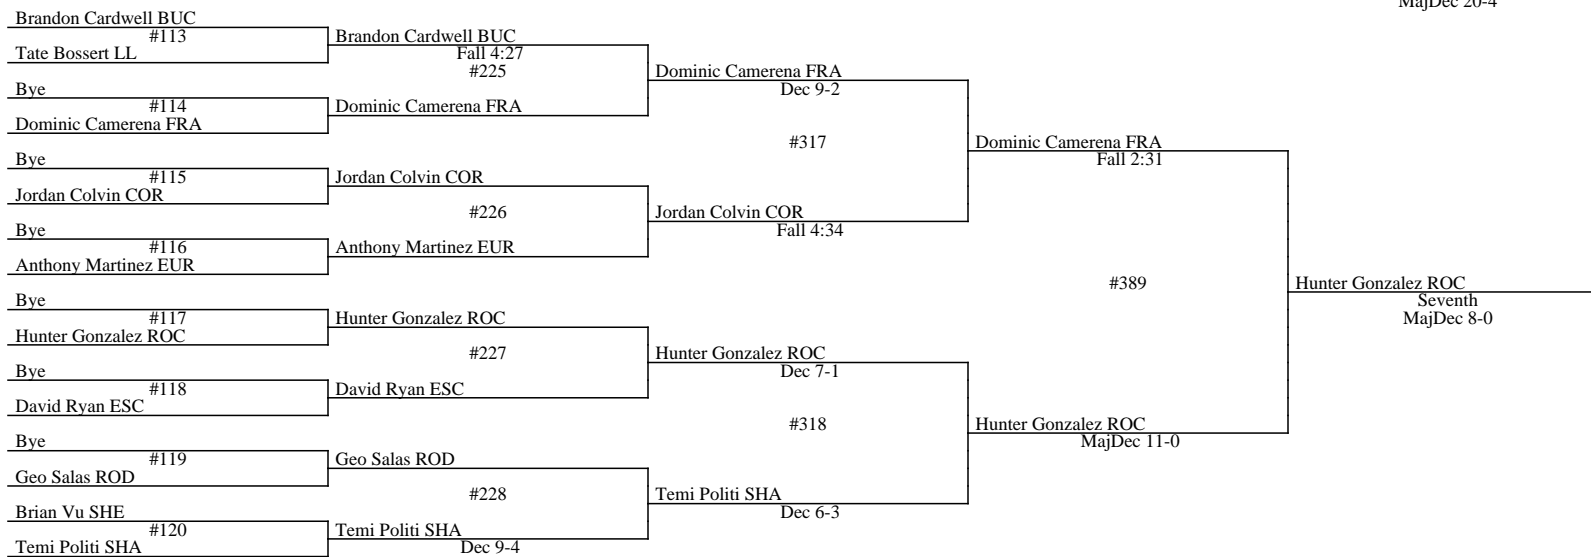 MajDec 20-4
Brandon Cardwell BUC
#113
Tate Bossert LL
Bye
#114
Dominic Camerena FRA
Bye
#115
Jordan Colvin COR
Bye
#116
Anthony Martinez EUR
Bye
#117
Hunter Gonzalez ROC
Bye
#118
David Ryan ESC
Bye
#119
Geo Salas ROD
Brian Vu SHE
#120
Temi Politi SHA
Brandon Cardwell BUC
Fall 4:27
#225
Dominic Camerena FRA
Jordan Colvin COR
#226
Anthony Martinez EUR
Hunter Gonzalez ROC
#227
David Ryan ESC
Geo Salas ROD
#228
Temi Politi SHA
Dec 9-4
Dominic Camerena FRA
Dec 9-2
#317
Jordan Colvin COR
Fall 4:34
Hunter Gonzalez ROC
Dec 7-1
#318
Temi Politi SHA
Dec 6-3
Dominic Camerena FRA
Fall 2:31
#389
Hunter Gonzalez ROC
MajDec 11-0
Hunter Gonzalez ROC
Seventh
MajDec 8-0